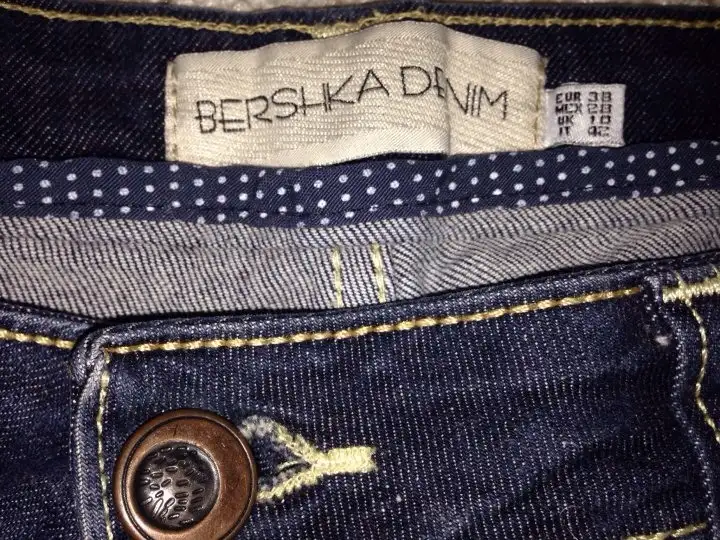 BERSHKA DENIM
EUR 38
MEX 28
UK 10
IT 42